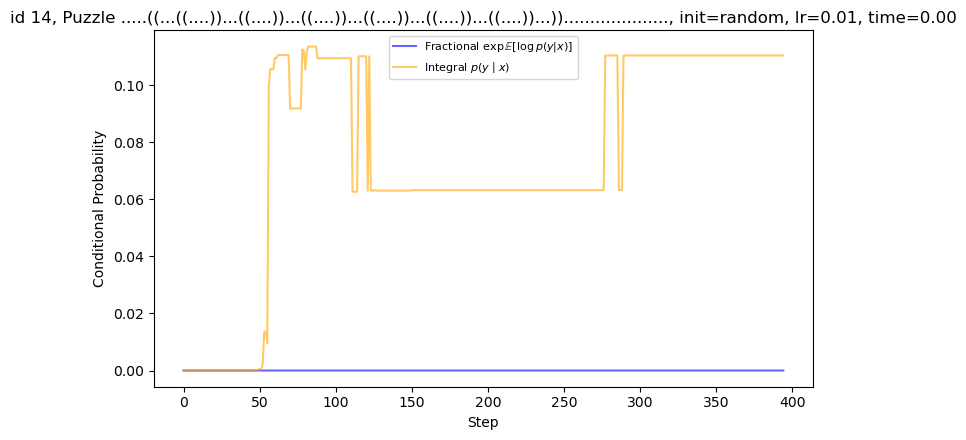 id 14, Puzzle .....((...((....))...((....))...((....))...((....))...((....))...((....))...))....................., init=random, lr=0.01, time=0.00
Fractional exp𝔼[log p(y|x)]
Integral p(y | x)
Conditional Probability
0.10
0.08
0.06
0.04
0.02
0.00
0 50 100 150 200 250 300 350 400
Step